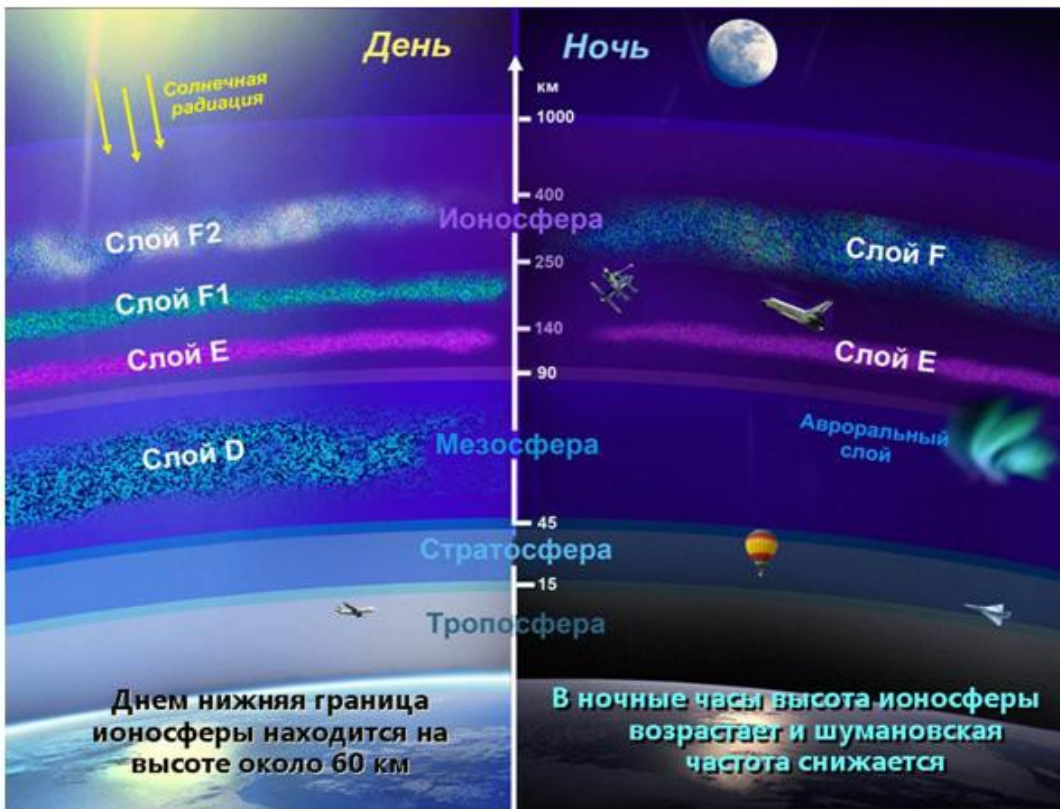 День
Ночь
Солнечная
радиация
км
1000
400
Ионосфера
Слой F2
Слой F
250
Слой F1
140
Слой E
Слой E
90
Авроральный
слой
Мезосфера
Слой D
45
Стратосфера
15
Тропосфера
Днем нижняя граница
ионосферы находится на
высоте около 60 км
В ночные часы высота ионосферы
возрастает и шумановская
частота снижается